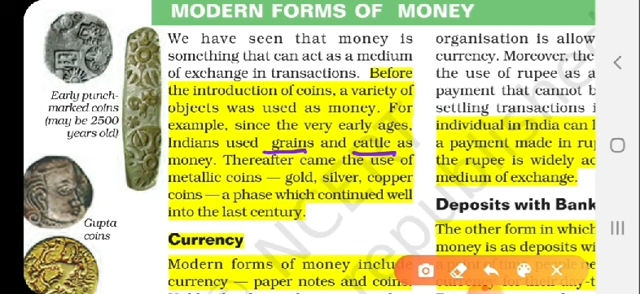 MODERN FORMS OF MONEY
Early punch-
marked coins
(may be 2500
years old)
Gupta
coins
We have seen that money is
something that can act as a medium
of exchange in transactions. Before
the introduction of coins, a variety of
objects was used as money. For
example, since the very early ages,
Indians used grains and cattle as
money. Thereafter came the use of
metallic coins — gold, silver, copper
coins — a phase which continued well
into the last century.
Currency
Modern forms of money include
currency — paper notes and coins.
organisation is allow
currency. Moreover, the
the use of rupee as a
payment that cannot b
settling transactions i
individual in India can l
a payment made in ru
the rupee is widely ac
medium of exchange.
Deposits with Bank
The other form in which
money is as deposits wi
NCERT
republished